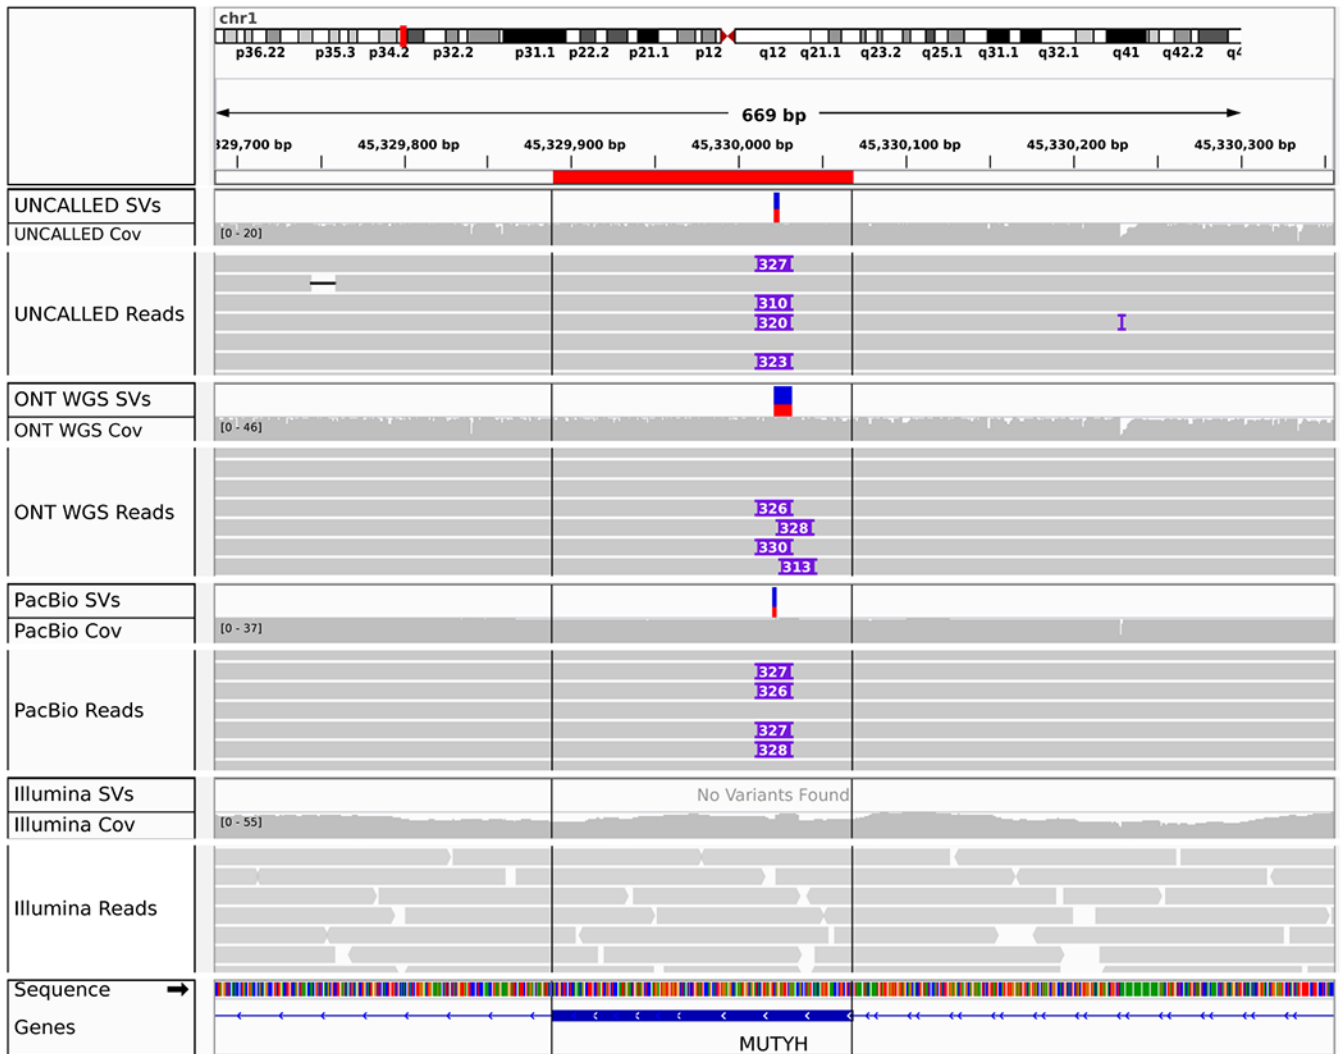 chr1
p36.22 p35.3 p34.2 p32.2 p31.1 p22.2 p21.1 p12 q12 q21.1 q23.2 q25.1 q31.1 q32.1 q41 q42.2 q4
669 bp
329,700 bp 45,329,800 bp 45,329,900 bp 45,330,000 bp 45,330,100 bp 45,330,200 bp 45,330,300 bp
UNCALLED SVs
UNCALLED Cov [0 - 20]
327
UNCALLED Reads
310
320
323
ONT WGS SVs
ONT WGS Cov [0 - 46]
ONT WGS Reads
326
328
330
313
PacBio SVs
PacBio Cov [0 - 37]
327
326
PacBio Reads
327
328
Illumina SVs No Variants Found
Illumina Cov [0 - 55]
Illumina Reads
Sequence
Genes
MUTYH